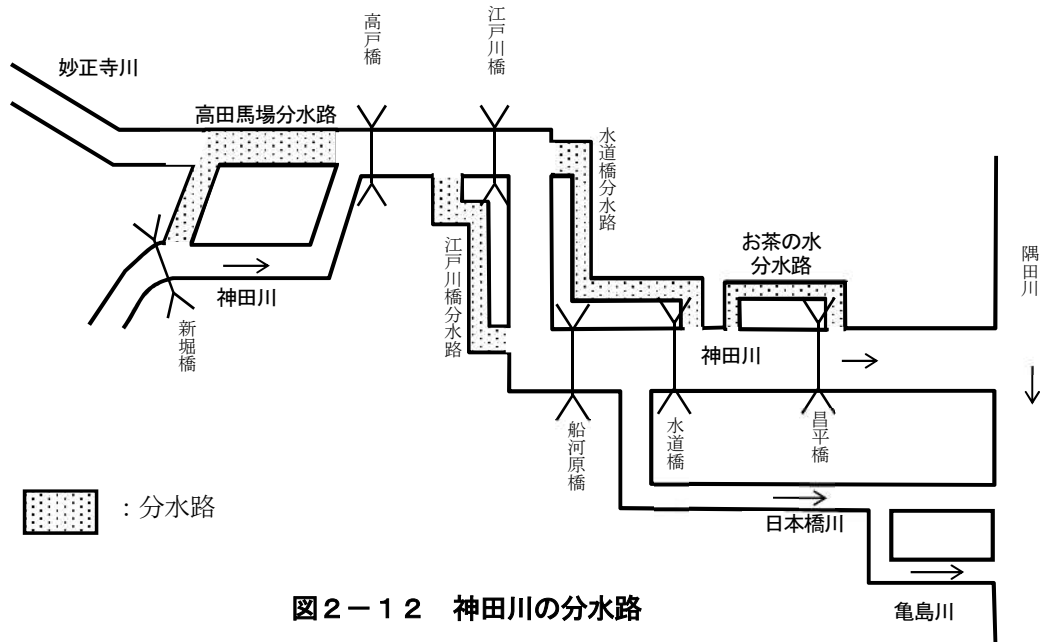 高戸橋
江戸川橋
妙正寺川
高田馬場分水路
水道橋分水路
お茶の水
分水路
隅田川
江戸川橋分水路
神田川
新堀橋
神田川
船河原橋
水道橋
昌平橋
:分水路
日本橋川
亀島川
図2-12 神田川の分水路